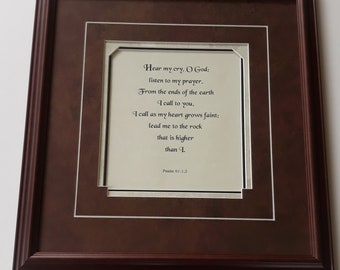 Hear my cry, O God;
listen to my prayer.
From the ends of the earth
I call to you,
I call as my heart grows faint;
lead me to the rock
that is higher
than I.
Psalm 61:1,2